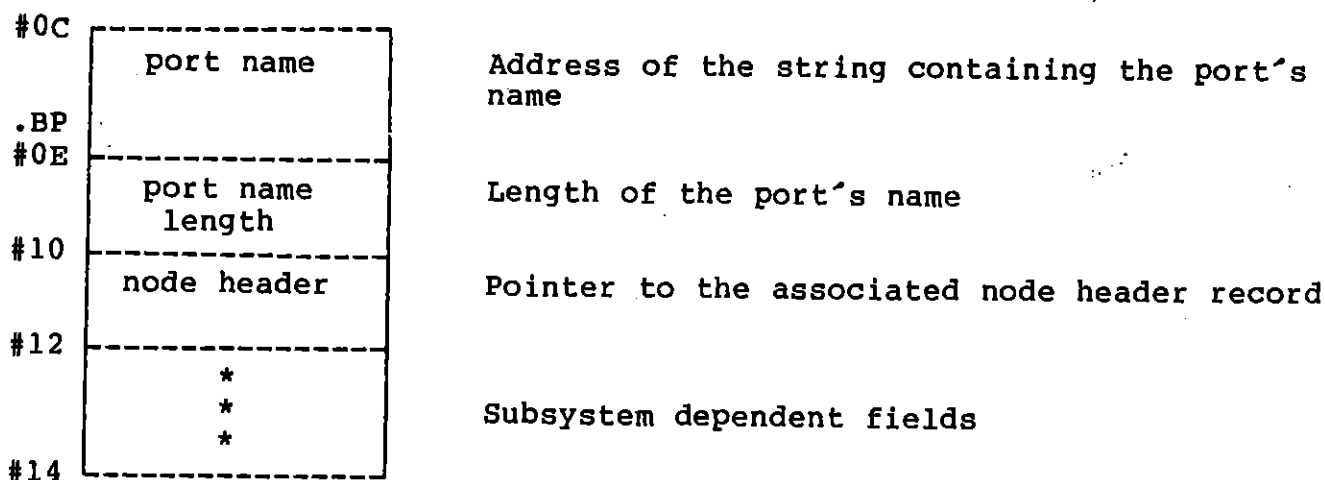 #0C
port name Address of the string containing the port's
name
.BP
#0E
port name Length of the port's name
length
#10
node header Pointer to the associated node header record
#12
*
* Subsystem dependent fields
*
#14